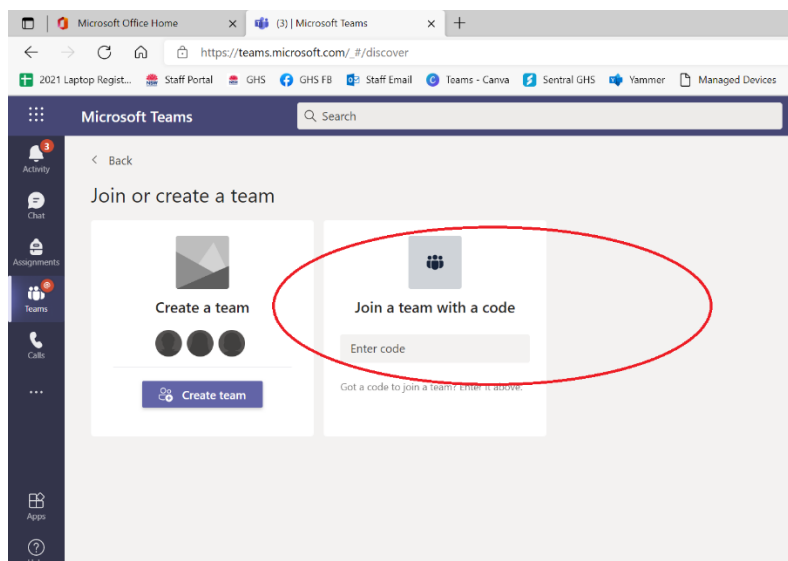 Microsoft Office Home
(3) | Microsoft Teams
https://teams.microsoft.com/_#/discover
2021 Laptop Regist... Staff Portal GHS GHS FB Staff Email Teams - Canva Sentral GHS Yammer Managed Devices
Microsoft Teams
Search
3
Activity
Chat
Assignments
Teams
Calls
...
Apps
< Back
Join or create a team
Create a team
Create team
Join a team with a code
Enter code
Got a code to join a team? Enter it above.